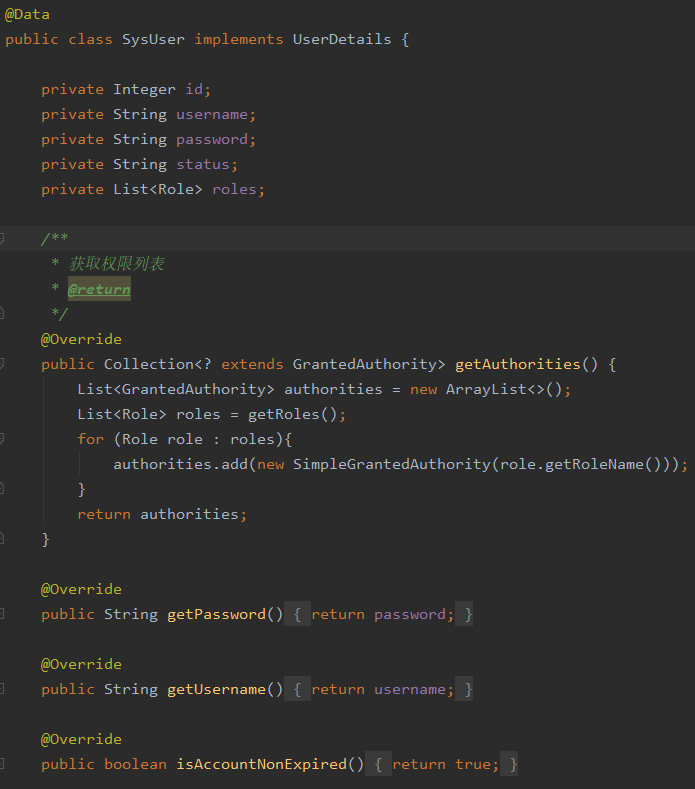 @Data
public class SysUser implements UserDetails {
private Integer id;
private String username;
private String password;
private String status;
private List<Role> roles;
/**
* 获取权限列表
* @return
*/
@Override
public Collection<? extends GrantedAuthority> getAuthorities() {
List<GrantedAuthority> authorities = new ArrayList<>();
List<Role> roles = getRoles();
for (Role role : roles){
authorities.add(new SimpleGrantedAuthority(role.getRoleName()));
}
return authorities;
}
@Override
public String getPassword() { return password; }
@Override
public String getUsername() { return username; }
@Override
public boolean isAccountNonExpired() { return true; }